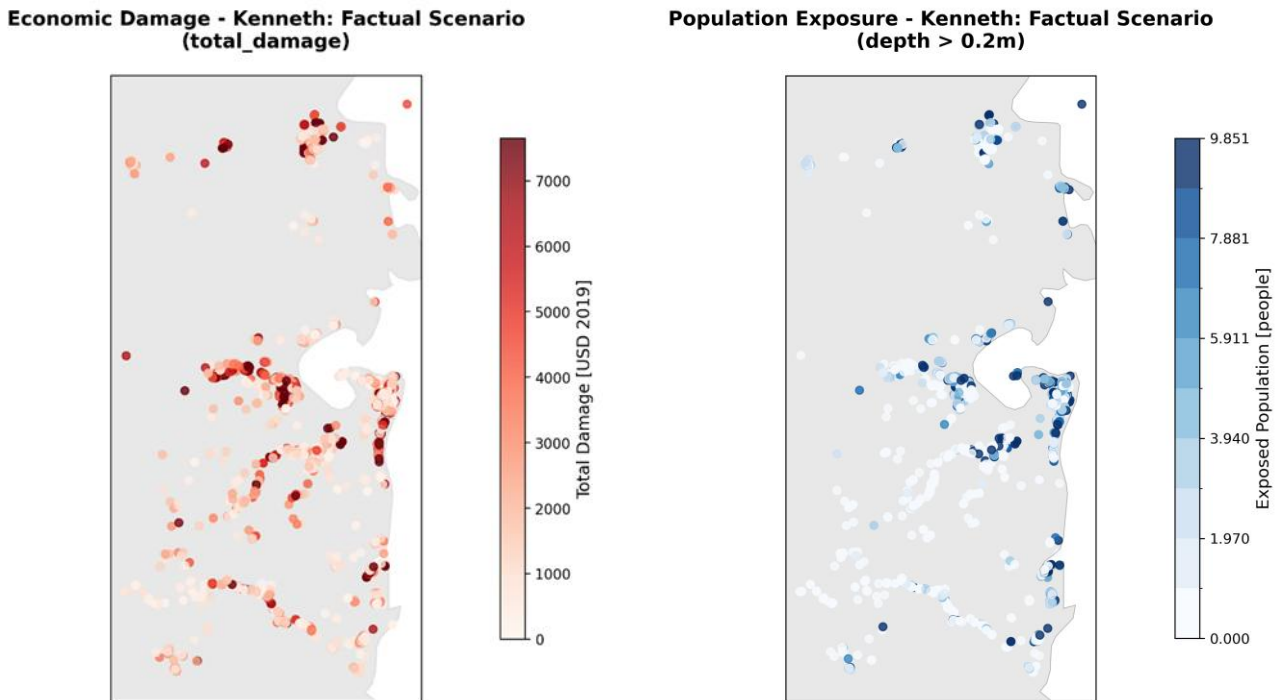 Economic Damage - Kenneth: Factual Scenario
(total_damage)
7000
6000
5000
4000
3000
2000
1000
0
Total Damage [USD 2019]
Population Exposure - Kenneth: Factual Scenario
(depth > 0.2m)
9.851
7.881
5.911
3.940
1.970
0.000
Exposed Population [people]